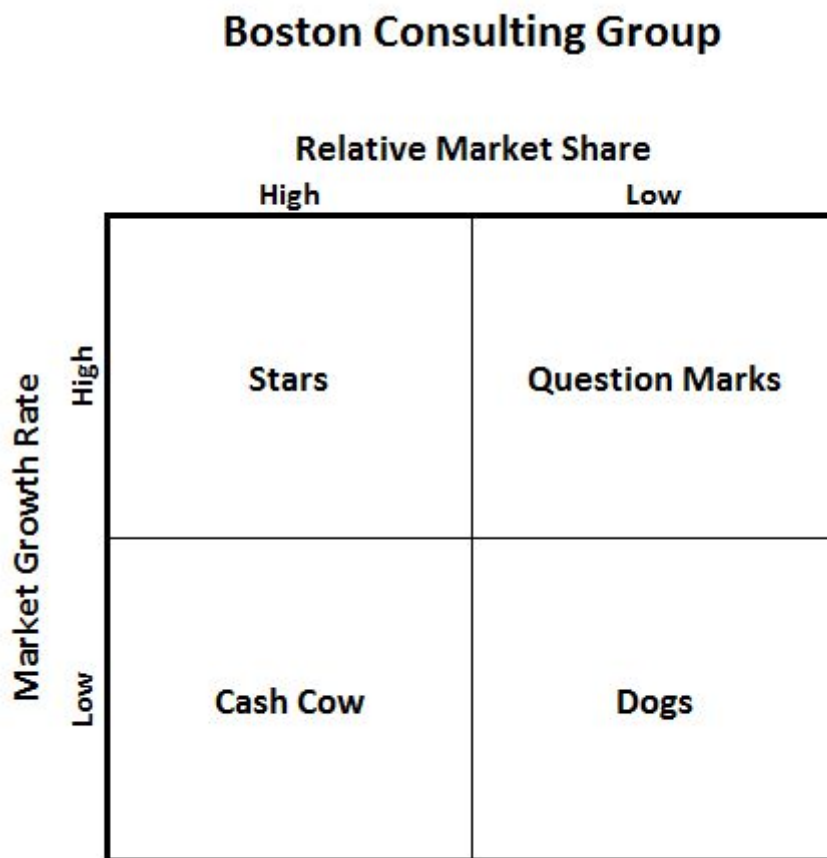 Boston Consulting Group
Relative Market Share
High Low
Market Growth Rate
High
Stars Question Marks
Low
Cash Cow Dogs